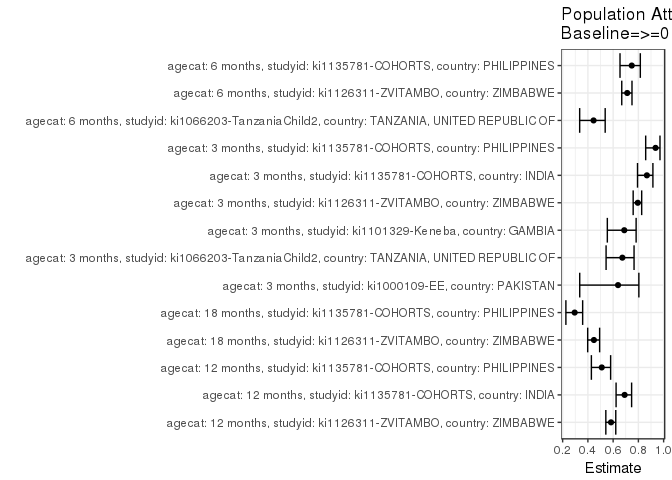 Population Att
Baseline=>=0
agecat: 6 months, studyid: ki1135781-COHORTS, country: PHILIPPINES
agecat: 6 months, studyid: ki1126311-ZVITAMBO, country: ZIMBABWE
agecat: 6 months, studyid: ki1066203-TanzaniaChild2, country: TANZANIA, UNITED REPUBLIC OF
agecat: 3 months, studyid: ki1135781-COHORTS, country: PHILIPPINES
agecat: 3 months, studyid: ki1135781-COHORTS, country: INDIA
agecat: 3 months, studyid: ki1126311-ZVITAMBO, country: ZIMBABWE
agecat: 3 months, studyid: ki1101329-Keneba, country: GAMBIA
agecat: 3 months, studyid: ki1066203-TanzaniaChild2, country: TANZANIA, UNITED REPUBLIC OF
agecat: 3 months, studyid: ki1000109-EE, country: PAKISTAN
agecat: 18 months, studyid: ki1135781-COHORTS, country: PHILIPPINES
agecat: 18 months, studyid: ki1126311-ZVITAMBO, country: ZIMBABWE
agecat: 12 months, studyid: ki1135781-COHORTS, country: PHILIPPINES
agecat: 12 months, studyid: ki1135781-COHORTS, country: INDIA
agecat: 12 months, studyid: ki1126311-ZVITAMBO, country: ZIMBABWE
0.2 0.4 0.6 0.8 1.0
Estimate